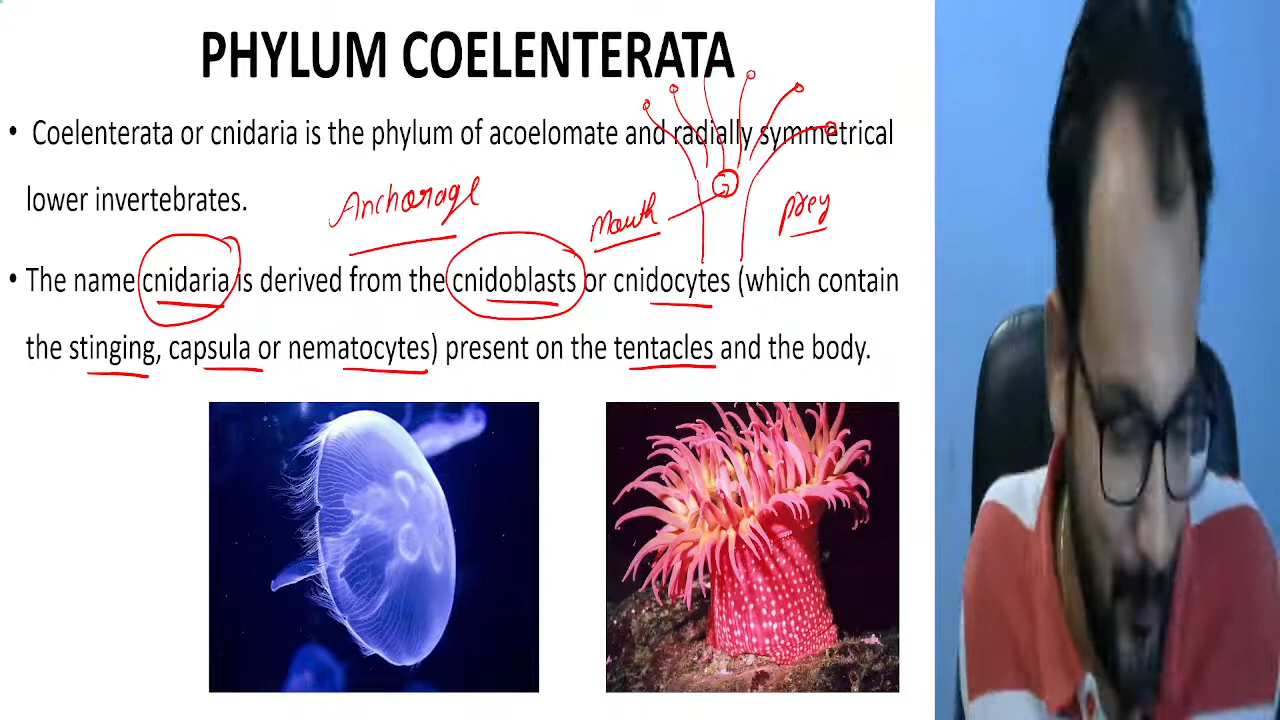 PHYLUM COELENTERATA
• Coelenterata or cnidaria is the phylum of acoelomate and radially symmetrical
lower invertebrates.
Anchorage
Mouth
prey
• The name cnidaria is derived from the cnidoblasts or cnidocytes (which contain
the stinging, capsula or nematocytes) present on the tentacles and the body.